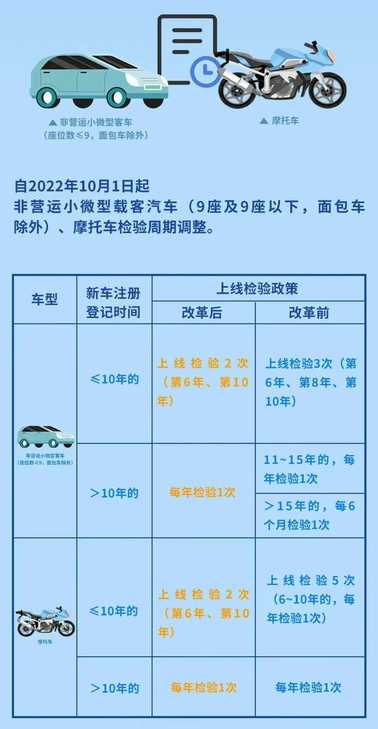 ▲非营运小微型客车
（座位数≤9，面包车除外）
▲ 摩托车
自2022年10月1日起
非营运小微型载客汽车（9座及9座以下，面包车
除外）、摩托车检验周期调整。
车型
新车注册
登记时间
上线检验政策
改革后
改革前
非营运小微型客车
（座位数≤9，面包车除外）
≤10年的
上线检验2次
（第6年、第10
年）
上线检验3次（第
6年、第8年、第
10年）
＞10年的
每年检验1次
11~15年的，每
年检验1次
＞15年的，每6
个月检验1次
摩托车
≤10年的
上线检验2次
（第6年、第10
年）
上线检验5次
（6~10年的，每
年检验1次）
＞10年的
每年检验1次
每年检验1次